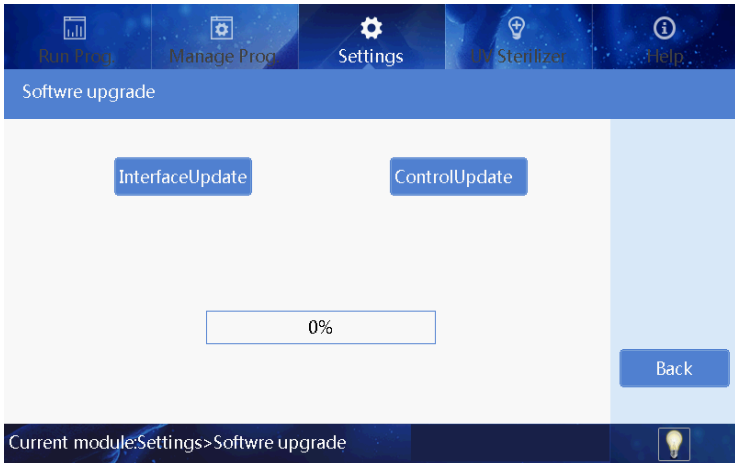 Run Prog.
Manage Prog.
Settings
UV Sterilizer
Help
Softwre upgrade
InterfaceUpdate
ControlUpdate
0%
Back
Current module:Settings>Softwre upgrade